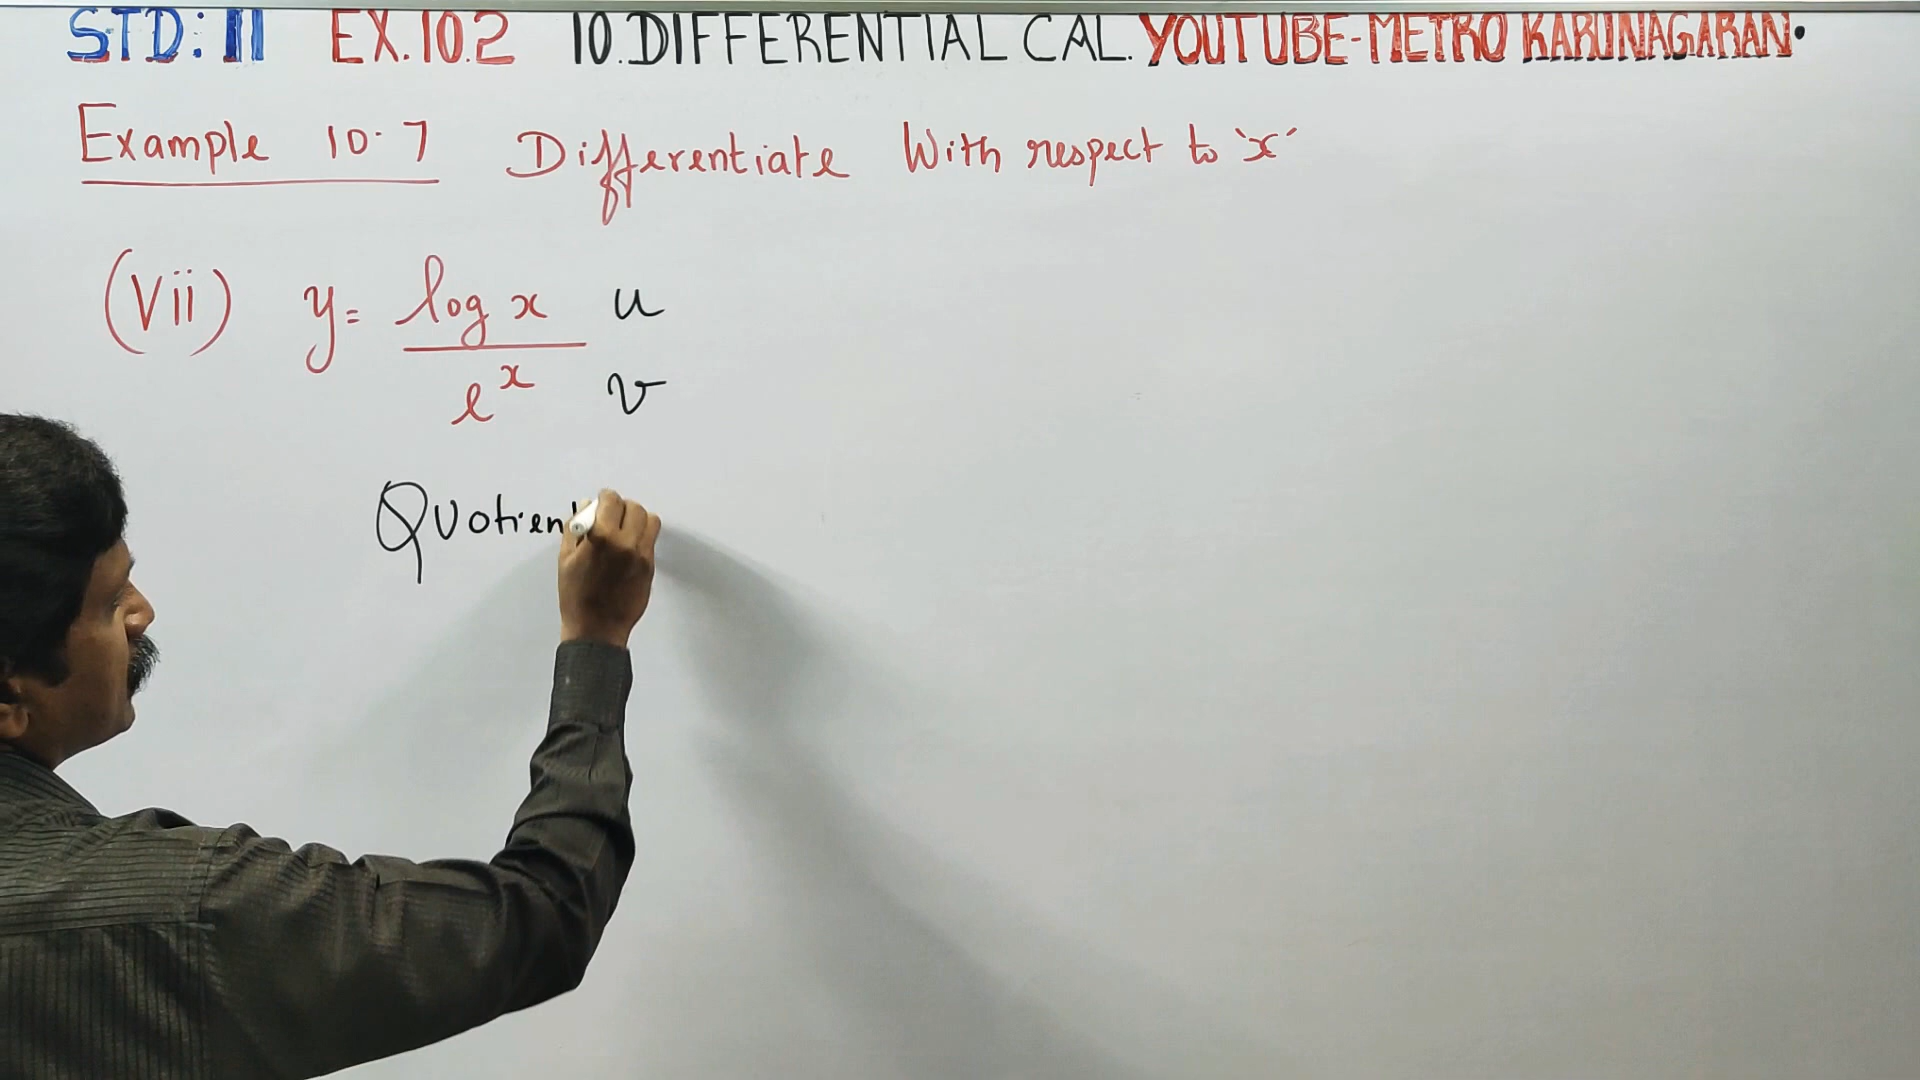 STD: 11 EX.10.2 10.DIFFERENTIAL CAL. YOUTUBE-METRO KARUNAGARAN.
Example 10.7 Differentiate With respect to 'x'
(Vii) y= log x u
e^x v
Quotient